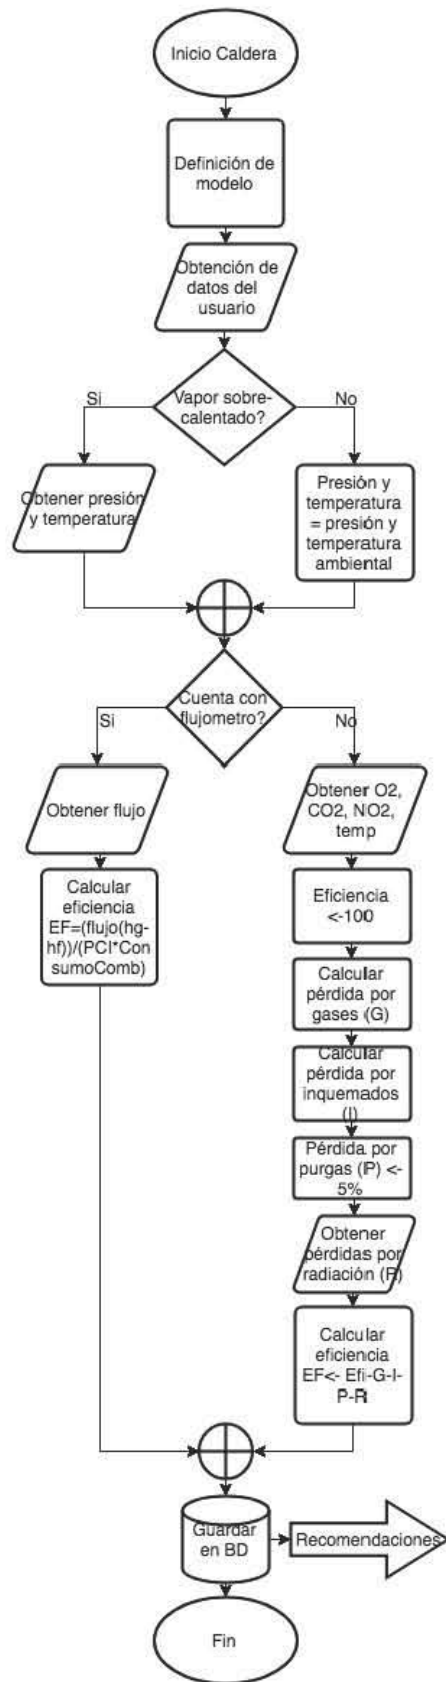 Inicio Caldera
Definición de
modelo
Obtención de
datos del
usuario
Vapor sobre-
calentado?
Si
No
Obtener presión
y temperatura
Presión y
temperatura
= presión y
temperatura
ambiental
Cuenta con
flujometro?
Si
No
Obtener flujo
Calcular
eficiencia
EF=(flujo(hg-
hf))/(PCI*Con
sumoComb)
Obtener O2,
CO2, NO2,
temp
Eficiencia
<-100
Calcular
pérdida por
gases (G)
Calcular
pérdida por
inquemados
(I)
Pérdida por
purgas (P) <-
5%
Obtener
pérdidas por
radiación (R)
Calcular
eficiencia
EF<- Efi-G-I-
P-R
Guardar
en BD
Recomendaciones
Fin